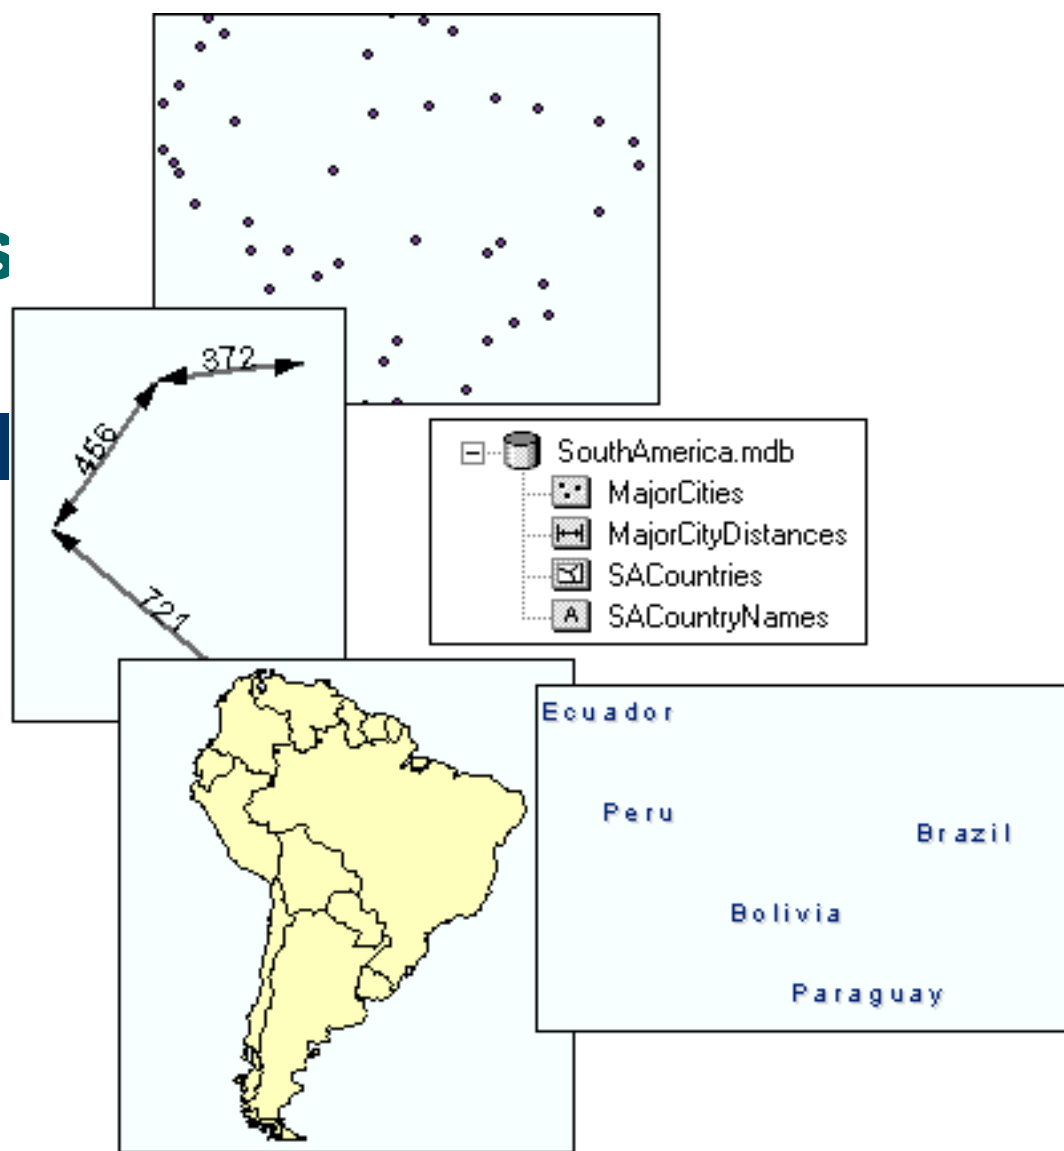 s
372
456
721
SouthAmerica.mdb
MajorCities
MajorCityDistances
SACountries
A SACountryNames
Ecuador
Peru
Brazil
Bolivia
Paraguay